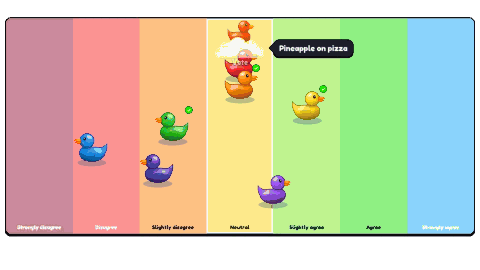 Pineapple on pizza
Strongly disagree
Disagree
Slightly disagree
Neutral
Slightly agree
Agree
Strongly agree